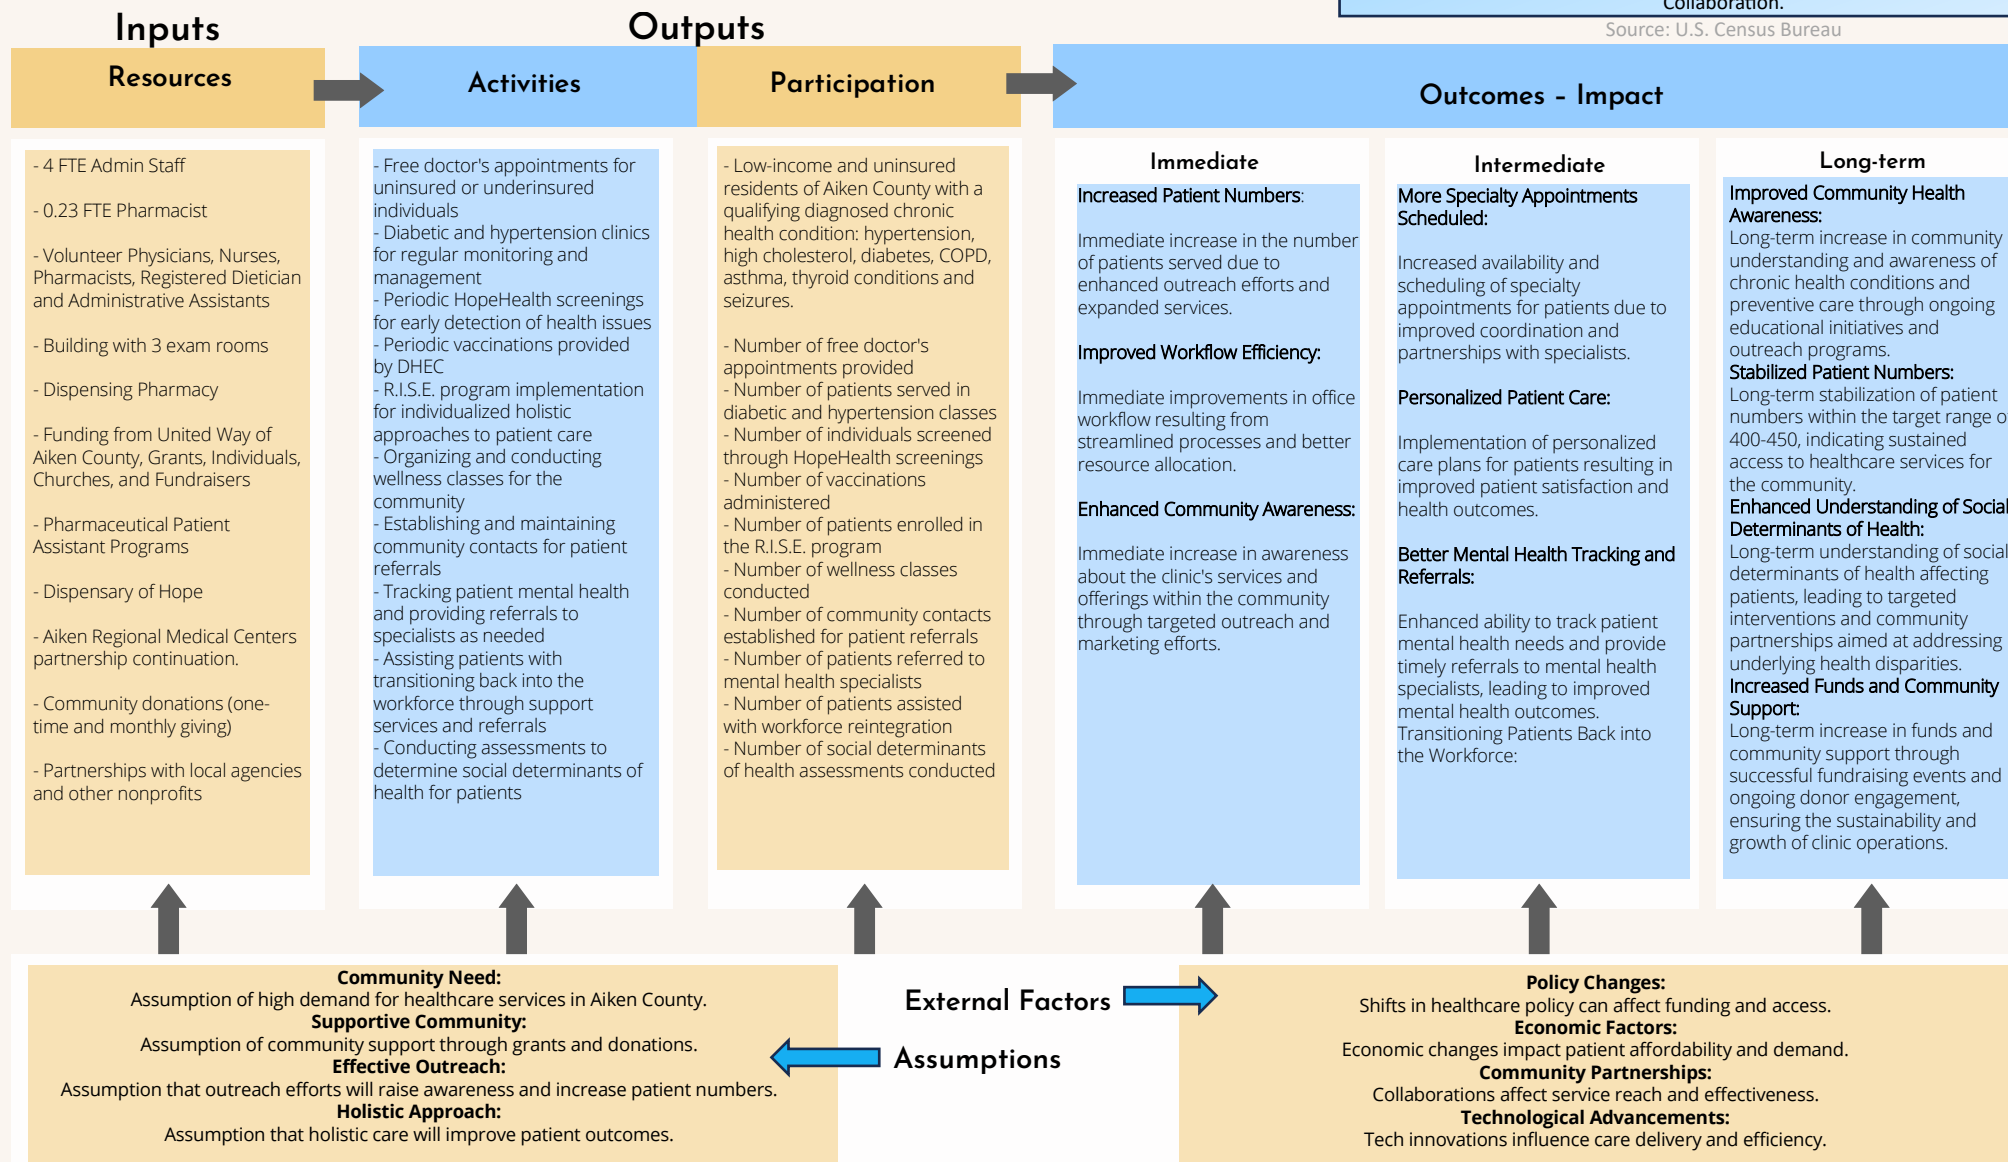 Collaboration.
Source: U.S. Census Bureau
Inputs
Outputs
Resources
Activities
Participation
Outcomes – Impact
- 4 FTE Admin Staff
- 0.23 FTE Pharmacist
- Volunteer Physicians, Nurses,
Pharmacists, Registered Dietician
and Administrative Assistants
- Building with 3 exam rooms
- Dispensing Pharmacy
- Funding from United Way of
Aiken County, Grants, Individuals,
Churches, and Fundraisers
- Pharmaceutical Patient
Assistant Programs
- Dispensary of Hope
- Aiken Regional Medical Centers
partnership continuation.
- Community donations (one-
time and monthly giving)
- Partnerships with local agencies
and other nonprofits
- Free doctor's appointments for
uninsured or underinsured
individuals
- Diabetic and hypertension clinics
for regular monitoring and
management
- Periodic HopeHealth screenings
for early detection of health issues
- Periodic vaccinations provided
by DHEC
- R.I.S.E. program implementation
for individualized holistic
approaches to patient care
- Organizing and conducting
wellness classes for the
community
- Establishing and maintaining
community contacts for patient
referrals
- Tracking patient mental health
and providing referrals to
specialists as needed
- Assisting patients with
transitioning back into the
workforce through support
services and referrals
- Conducting assessments to
determine social determinants of
health for patients
- Low-income and uninsured
residents of Aiken County with a
qualifying diagnosed chronic
health condition: hypertension,
high cholesterol, diabetes, COPD,
asthma, thyroid conditions and
seizures.
- Number of free doctor's
appointments provided
- Number of patients served in
diabetic and hypertension classes
- Number of individuals screened
through HopeHealth screenings
- Number of vaccinations
administered
- Number of patients enrolled in
the R.I.S.E. program
- Number of wellness classes
conducted
- Number of community contacts
established for patient referrals
- Number of patients referred to
mental health specialists
- Number of patients assisted
with workforce reintegration
- Number of social determinants
of health assessments conducted
Immediate
Increased Patient Numbers:
Immediate increase in the number
of patients served due to
enhanced outreach efforts and
expanded services.
Improved Workflow Efficiency:
Immediate improvements in office
workflow resulting from
streamlined processes and better
resource allocation.
Enhanced Community Awareness:
Immediate increase in awareness
about the clinic's services and
offerings within the community
through targeted outreach and
marketing efforts.
Intermediate
More Specialty Appointments
Scheduled:
Increased availability and
scheduling of specialty
appointments for patients due to
improved coordination and
partnerships with specialists.
Personalized Patient Care:
Implementation of personalized
care plans for patients resulting in
improved patient satisfaction and
health outcomes.
Better Mental Health Tracking and
Referrals:
Enhanced ability to track patient
mental health needs and provide
timely referrals to mental health
specialists, leading to improved
mental health outcomes.
Transitioning Patients Back into
the Workforce:
Long-term
Improved Community Health
Awareness:
Long-term increase in community
understanding and awareness of
chronic health conditions and
preventive care through ongoing
educational initiatives and
outreach programs.
Stabilized Patient Numbers:
Long-term stabilization of patient
numbers within the target range of
400-450, indicating sustained
access to healthcare services for
the community.
Enhanced Understanding of Social
Determinants of Health:
Long-term understanding of social
determinants of health affecting
patients, leading to targeted
interventions and community
partnerships aimed at addressing
underlying health disparities.
Increased Funds and Community
Support:
Long-term increase in funds and
community support through
successful fundraising events and
ongoing donor engagement,
ensuring the sustainability and
growth of clinic operations.
Community Need:
Assumption of high demand for healthcare services in Aiken County.
Supportive Community:
Assumption of community support through grants and donations.
Effective Outreach:
Assumption that outreach efforts will raise awareness and increase patient numbers.
Holistic Approach:
Assumption that holistic care will improve patient outcomes.
External Factors
Assumptions
Policy Changes:
Shifts in healthcare policy can affect funding and access.
Economic Factors:
Economic changes impact patient affordability and demand.
Community Partnerships:
Collaborations affect service reach and effectiveness.
Technological Advancements:
Tech innovations influence care delivery and efficiency.